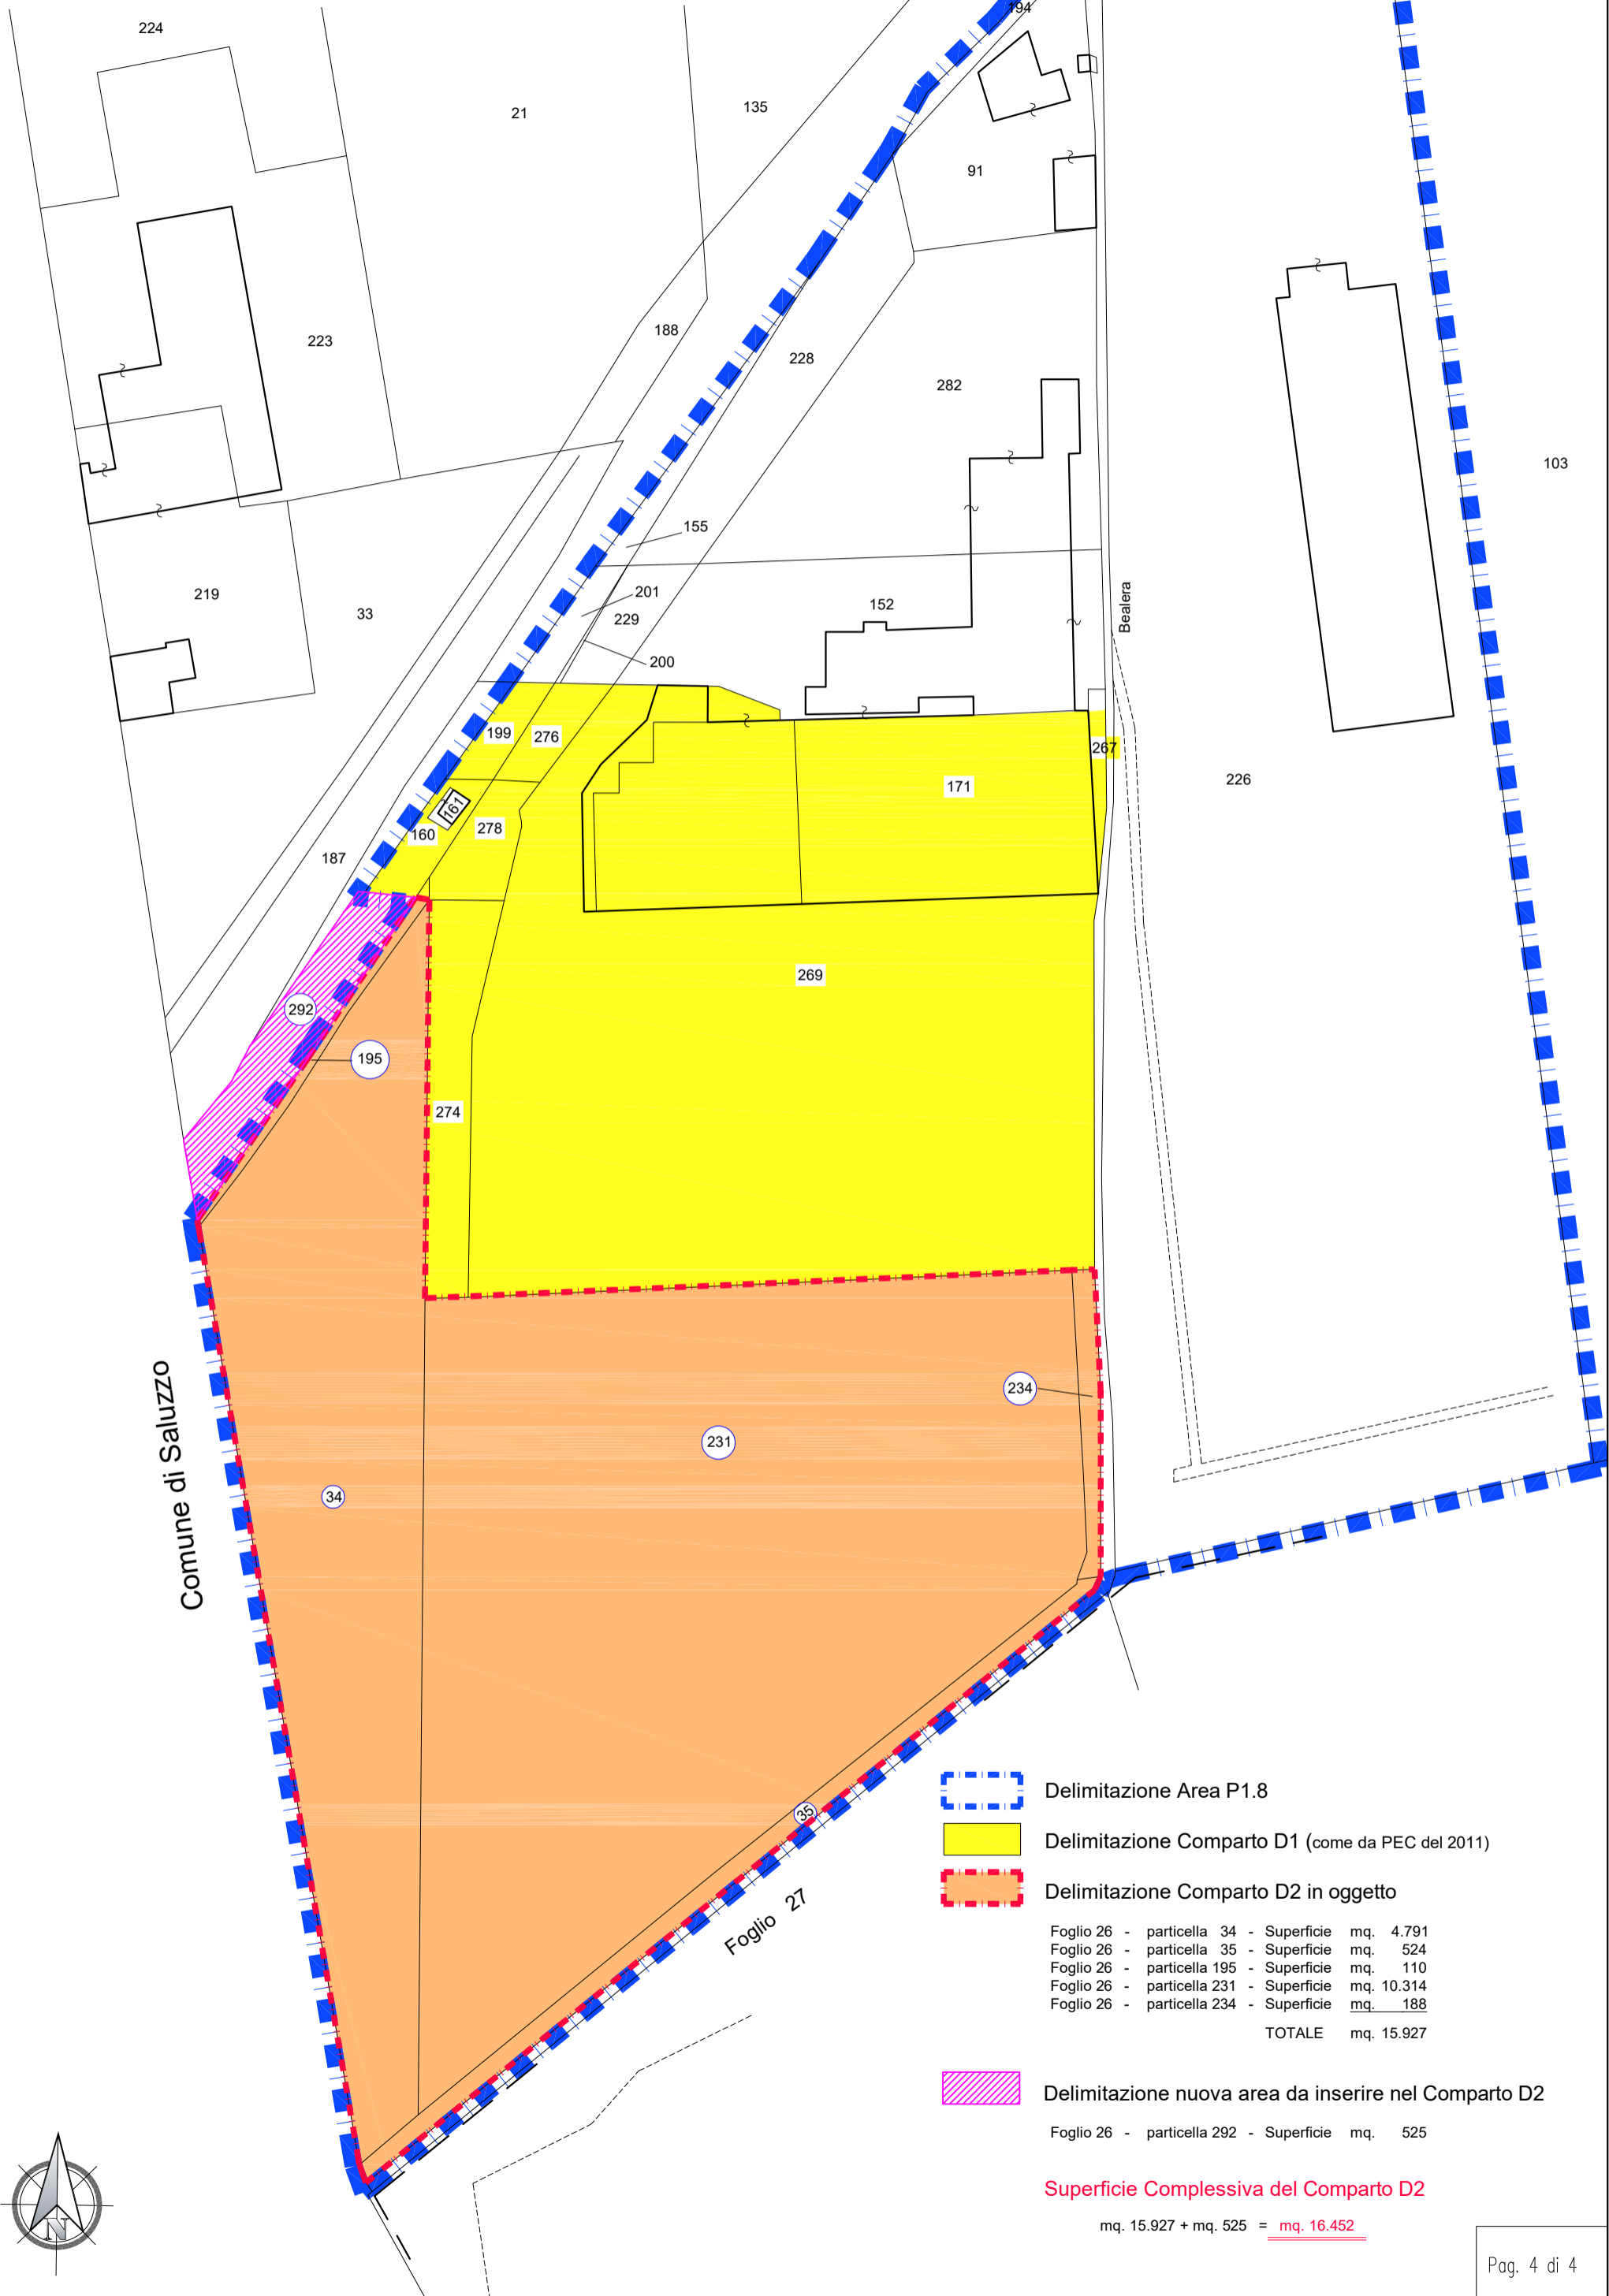 194
224
21
135
91
223
188
228
282
103
155
219
33
201
229
152
Bealera
200
199
276
267
171
226
161
160
278
187
269
292
195
274
Comune di Saluzzo
234
231
34
35
Foglio 27
Delimitazione Area P1.8
Delimitazione Comparto D1 (come da PEC del 2011)
Delimitazione Comparto D2 in oggetto
Foglio 26 - particella 34 - Superficie mq. 4.791
Foglio 26 - particella 35 - Superficie mq. 524
Foglio 26 - particella 195 - Superficie mq. 110
Foglio 26 - particella 231 - Superficie mq. 10.314
Foglio 26 - particella 234 - Superficie mq. 188
TOTALE mq. 15.927
Delimitazione nuova area da inserire nel Comparto D2
Foglio 26 - particella 292 - Superficie mq. 525
Superficie Complessiva del Comparto D2
mq. 15.927 + mq. 525 = mq. 16.452
N
Pag. 4 di 4